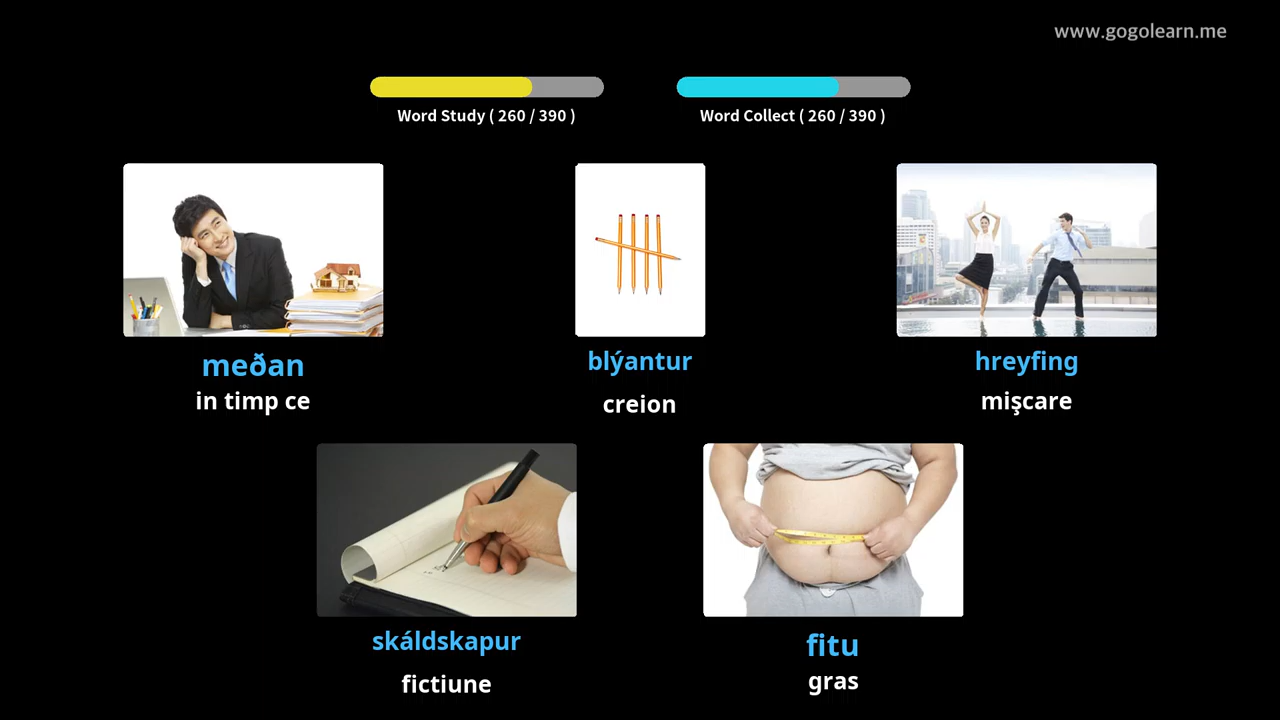 www.gogolearn.me
Word Study ( 260 / 390 )
Word Collect ( 260 / 390 )
meðan
in timp ce
blýantur
creion
hreyfing
mişcare
skáldskapur
fictiune
fitu
gras